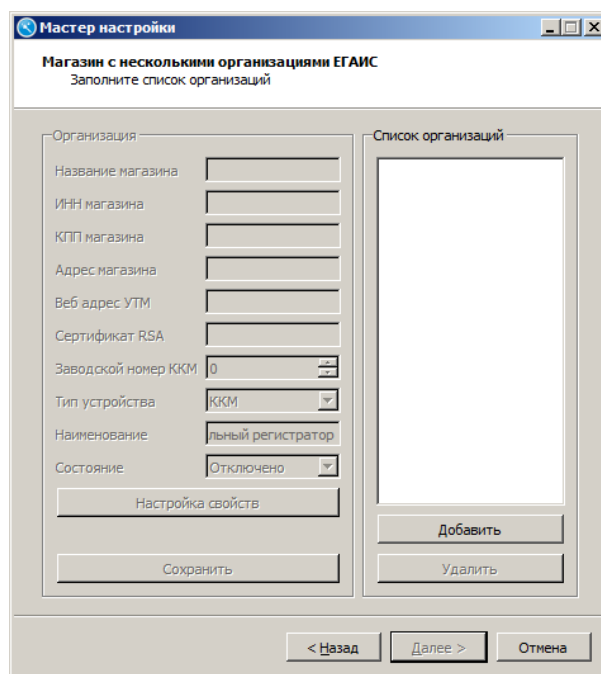 Мастер настройки
Магазин с несколькими организациями ЕГАИС
Заполните список организаций
Организация
Название магазина
ИНН магазина
КПП магазина
Адрес магазина
Веб адрес УТМ
Сертификат RSA
Заводской номер ККМ 0
Тип устройства ККМ
Наименование льный регистратор
Состояние Отключено
Настройка свойств
Сохранить
Список организаций
Добавить
Удалить
< Назад Далее > Отмена